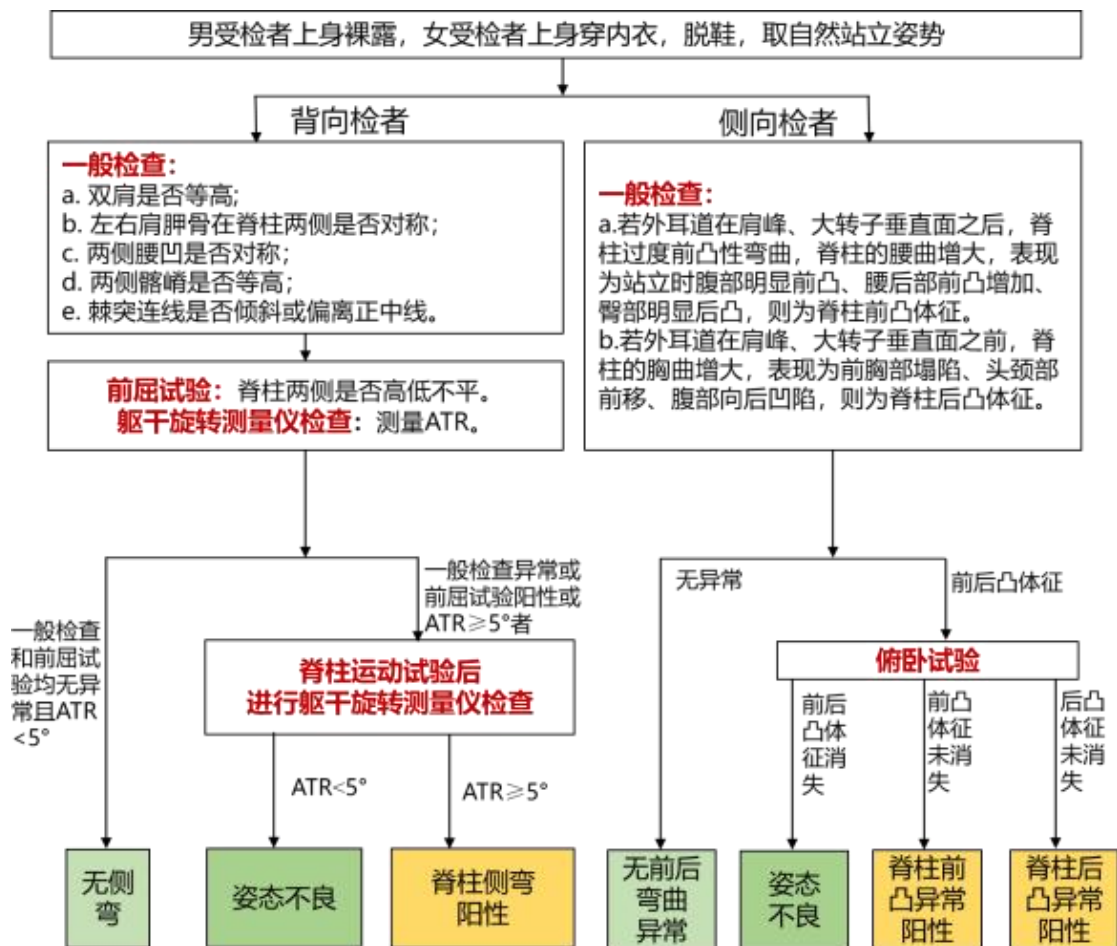 男受检者上身裸露，女受检者上身穿内衣，脱鞋，取自然站立姿势
背向检者
一般检查：
a. 双肩是否等高；
b. 左右肩胛骨在脊柱两侧是否对称；
c. 两侧腰凹是否对称；
d. 两侧髂嵴是否等高；
e. 棘突连线是否倾斜或偏离正中线。
前屈试验：脊柱两侧是否高低不平。
躯干旋转测量仪检查：测量ATR。
一般检查
和前屈试
验均无异
常且ATR
<5°
一般检查异常或
前屈试验阳性或
ATR≥5°者
脊柱运动试验后
进行躯干旋转测量仪检查
ATR<5°
ATR≥5°
无侧
弯
姿态不良
脊柱侧弯
阳性
侧向检者
一般检查：
a.若外耳道在肩峰、大转子垂直面之后，脊
柱过度前凸性弯曲，脊柱的腰曲增大，表现
为站立时腹部明显前凸、腰后部前凸增加、
臀部明显后凸，则为脊柱前凸体征。
b.若外耳道在肩峰、大转子垂直面之前，脊
柱的胸曲增大，表现为前胸部塌陷、头颈部
前移、腹部向后凹陷，则为脊柱后凸体征。
无异常
前后凸体征
俯卧试验
前后
凸体
征消
失
前凸
体征
未消
失
后凸
体征
未消
失
无前后
弯曲
异常
姿态
不良
脊柱前
凸异常
阳性
脊柱后
凸异常
阳性